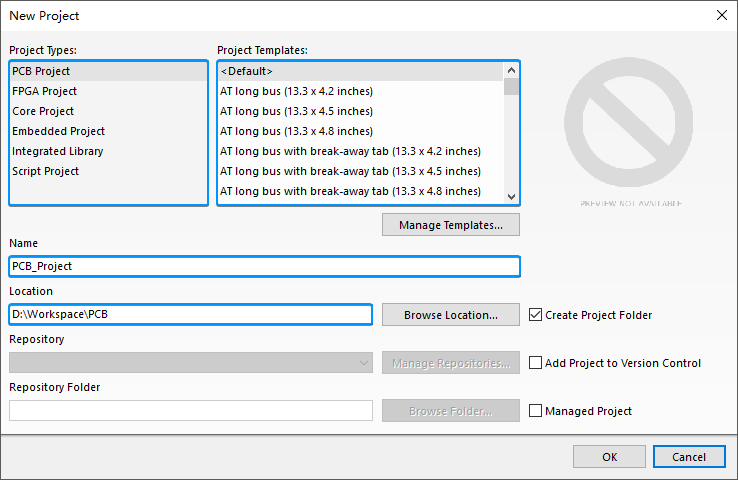 New Project
Project Types:
PCB Project
FPGA Project
Core Project
Embedded Project
Integrated Library
Script Project
Project Templates:
<Default>
AT long bus (13.3 x 4.2 inches)
AT long bus (13.3 x 4.5 inches)
AT long bus (13.3 x 4.8 inches)
AT long bus with break-away tab (13.3 x 4.2 inches)
AT long bus with break-away tab (13.3 x 4.5 inches)
AT long bus with break-away tab (13.3 x 4.8 inches)
PREVIEW NOT AVAILABLE
Manage Templates...
Name
PCB_Project
Location
D:\Workspace\PCB
Browse Location...
Create Project Folder
Repository
Manage Repositories...
Add Project to Version Control
Repository Folder
Browse Folder...
Managed Project
OK
Cancel